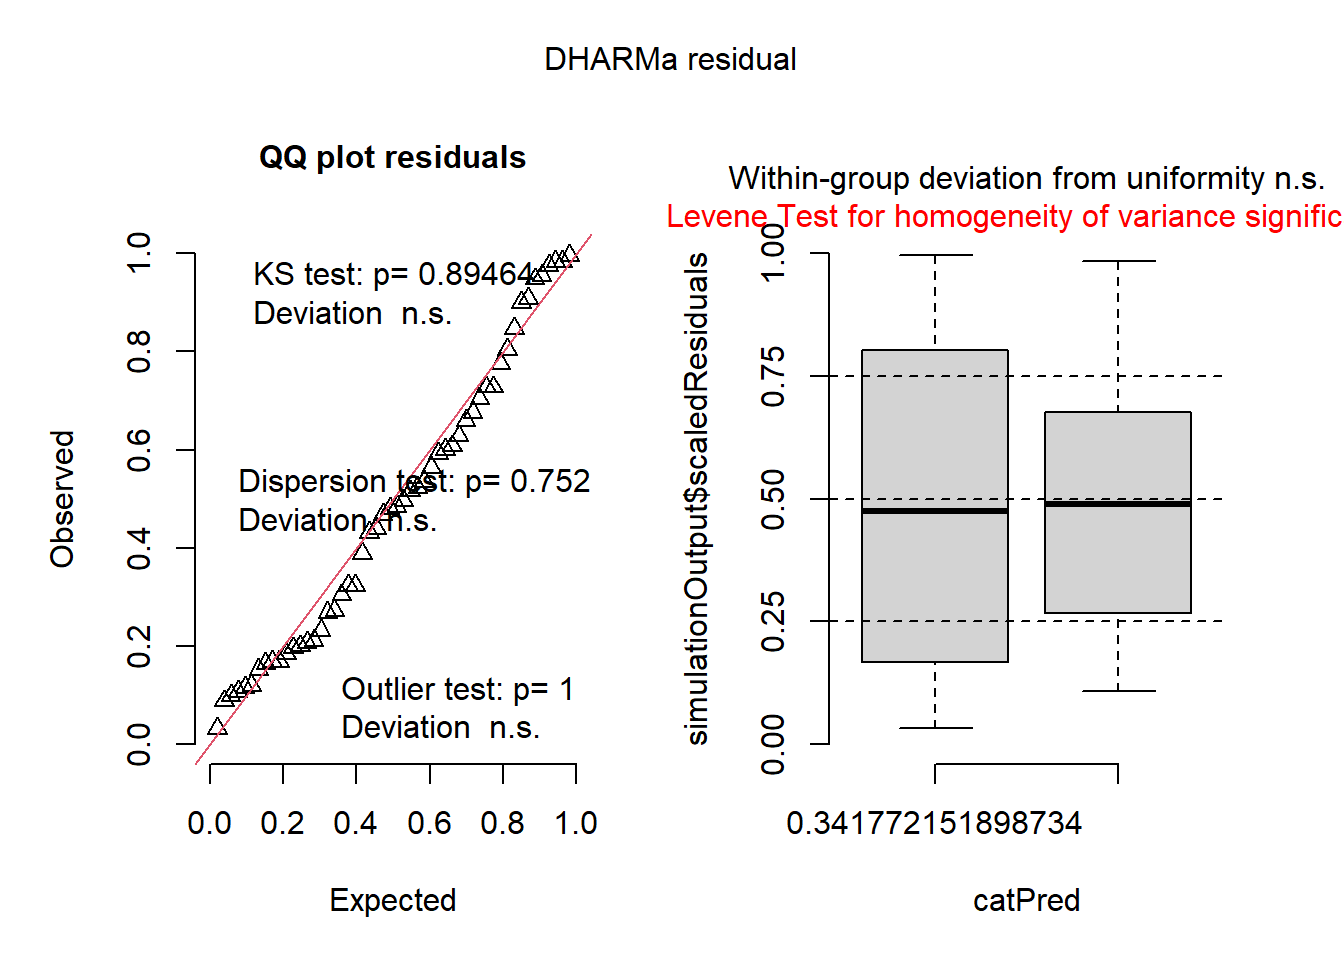 DHARMa residual
QQ plot residuals
KS test: p= 0.89464
Deviation  n.s.
Dispersion test: p= 0.752
Deviation  n.s.
Outlier test: p= 1
Deviation  n.s.
Observed
0.0 0.2 0.4 0.6 0.8 1.0
0.0 0.2 0.4 0.6 0.8 1.0
Expected
Within-group deviation from uniformity n.s.
Levene Test for homogeneity of variance signific
simulationOutput$scaledResiduals
0.00 0.25 0.50 0.75 1.00
0.341772151898734
catPred